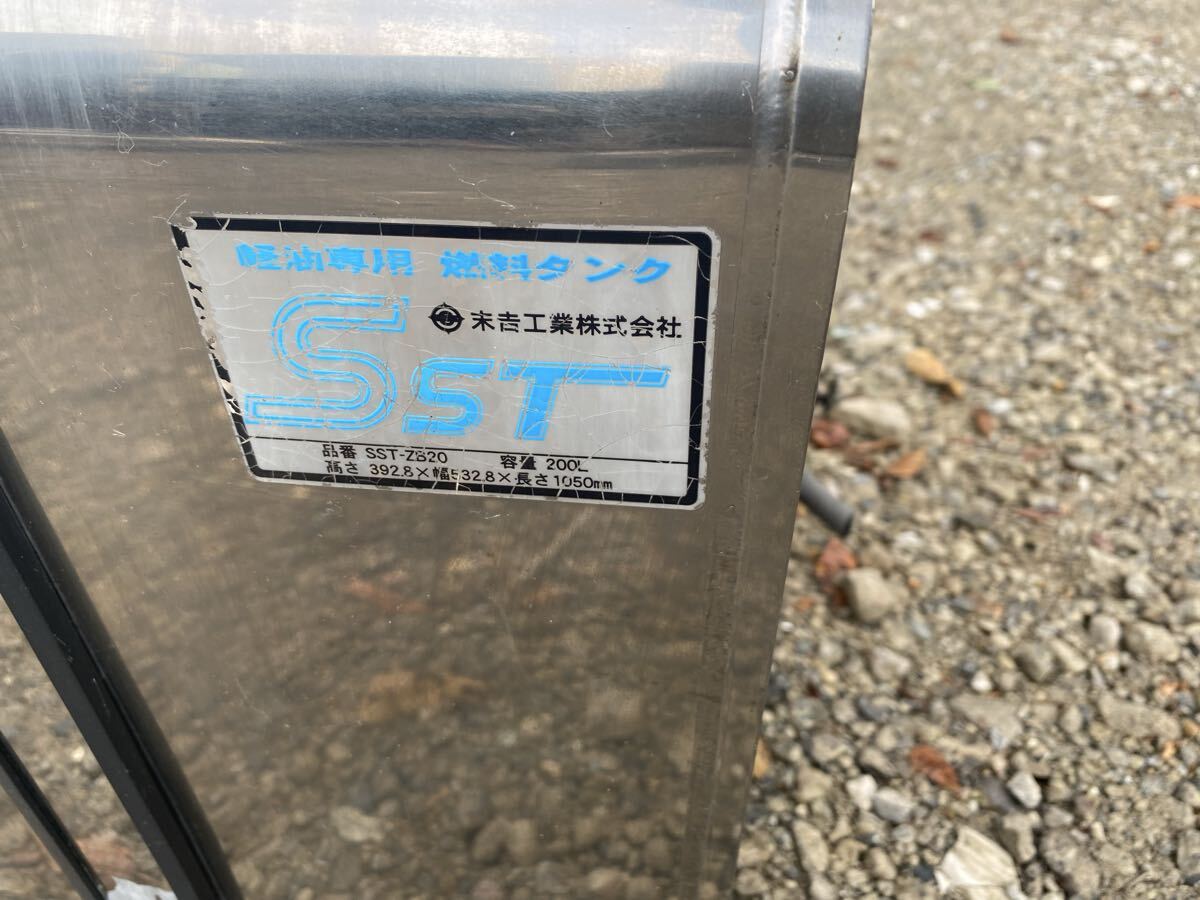 軽油専用 燃料タンク
末吉工業株式会社
SST
品番 SST-Z820 容量 200L
高さ 392.8×幅532.8×長さ1050mm